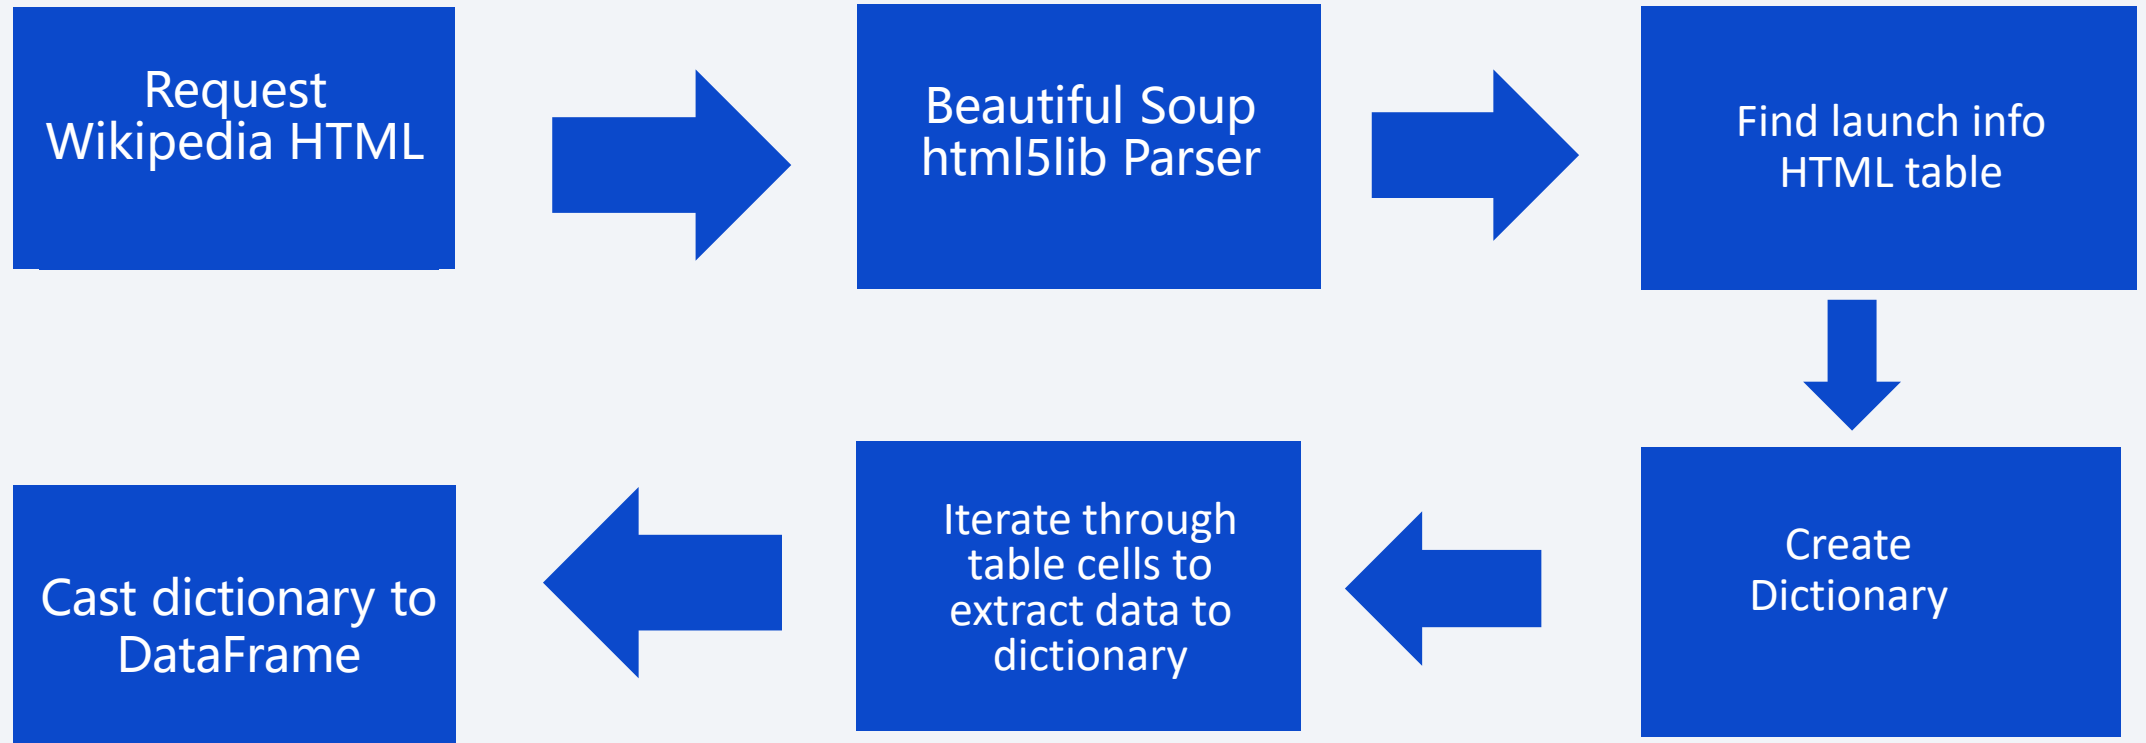 Request
Wikipedia HTML
Beautiful Soup
html5lib Parser
Find launch info
HTML table
Create
Dictionary
Iterate through
table cells to
extract data to
dictionary
Cast dictionary to
DataFrame